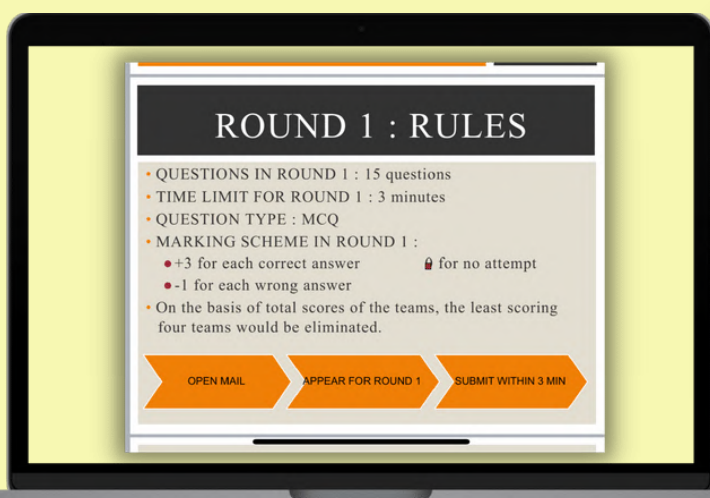 ROUND 1 : RULES
• QUESTIONS IN ROUND 1 : 15 questions
• TIME LIMIT FOR ROUND 1 : 3 minutes
• QUESTION TYPE : MCQ
• MARKING SCHEME IN ROUND 1 :
•+3 for each correct answer for no attempt
•-1 for each wrong answer
• On the basis of total scores of the teams, the least scoring
four teams would be eliminated.
OPEN MAIL APPEAR FOR ROUND 1 SUBMIT WITHIN 3 MIN